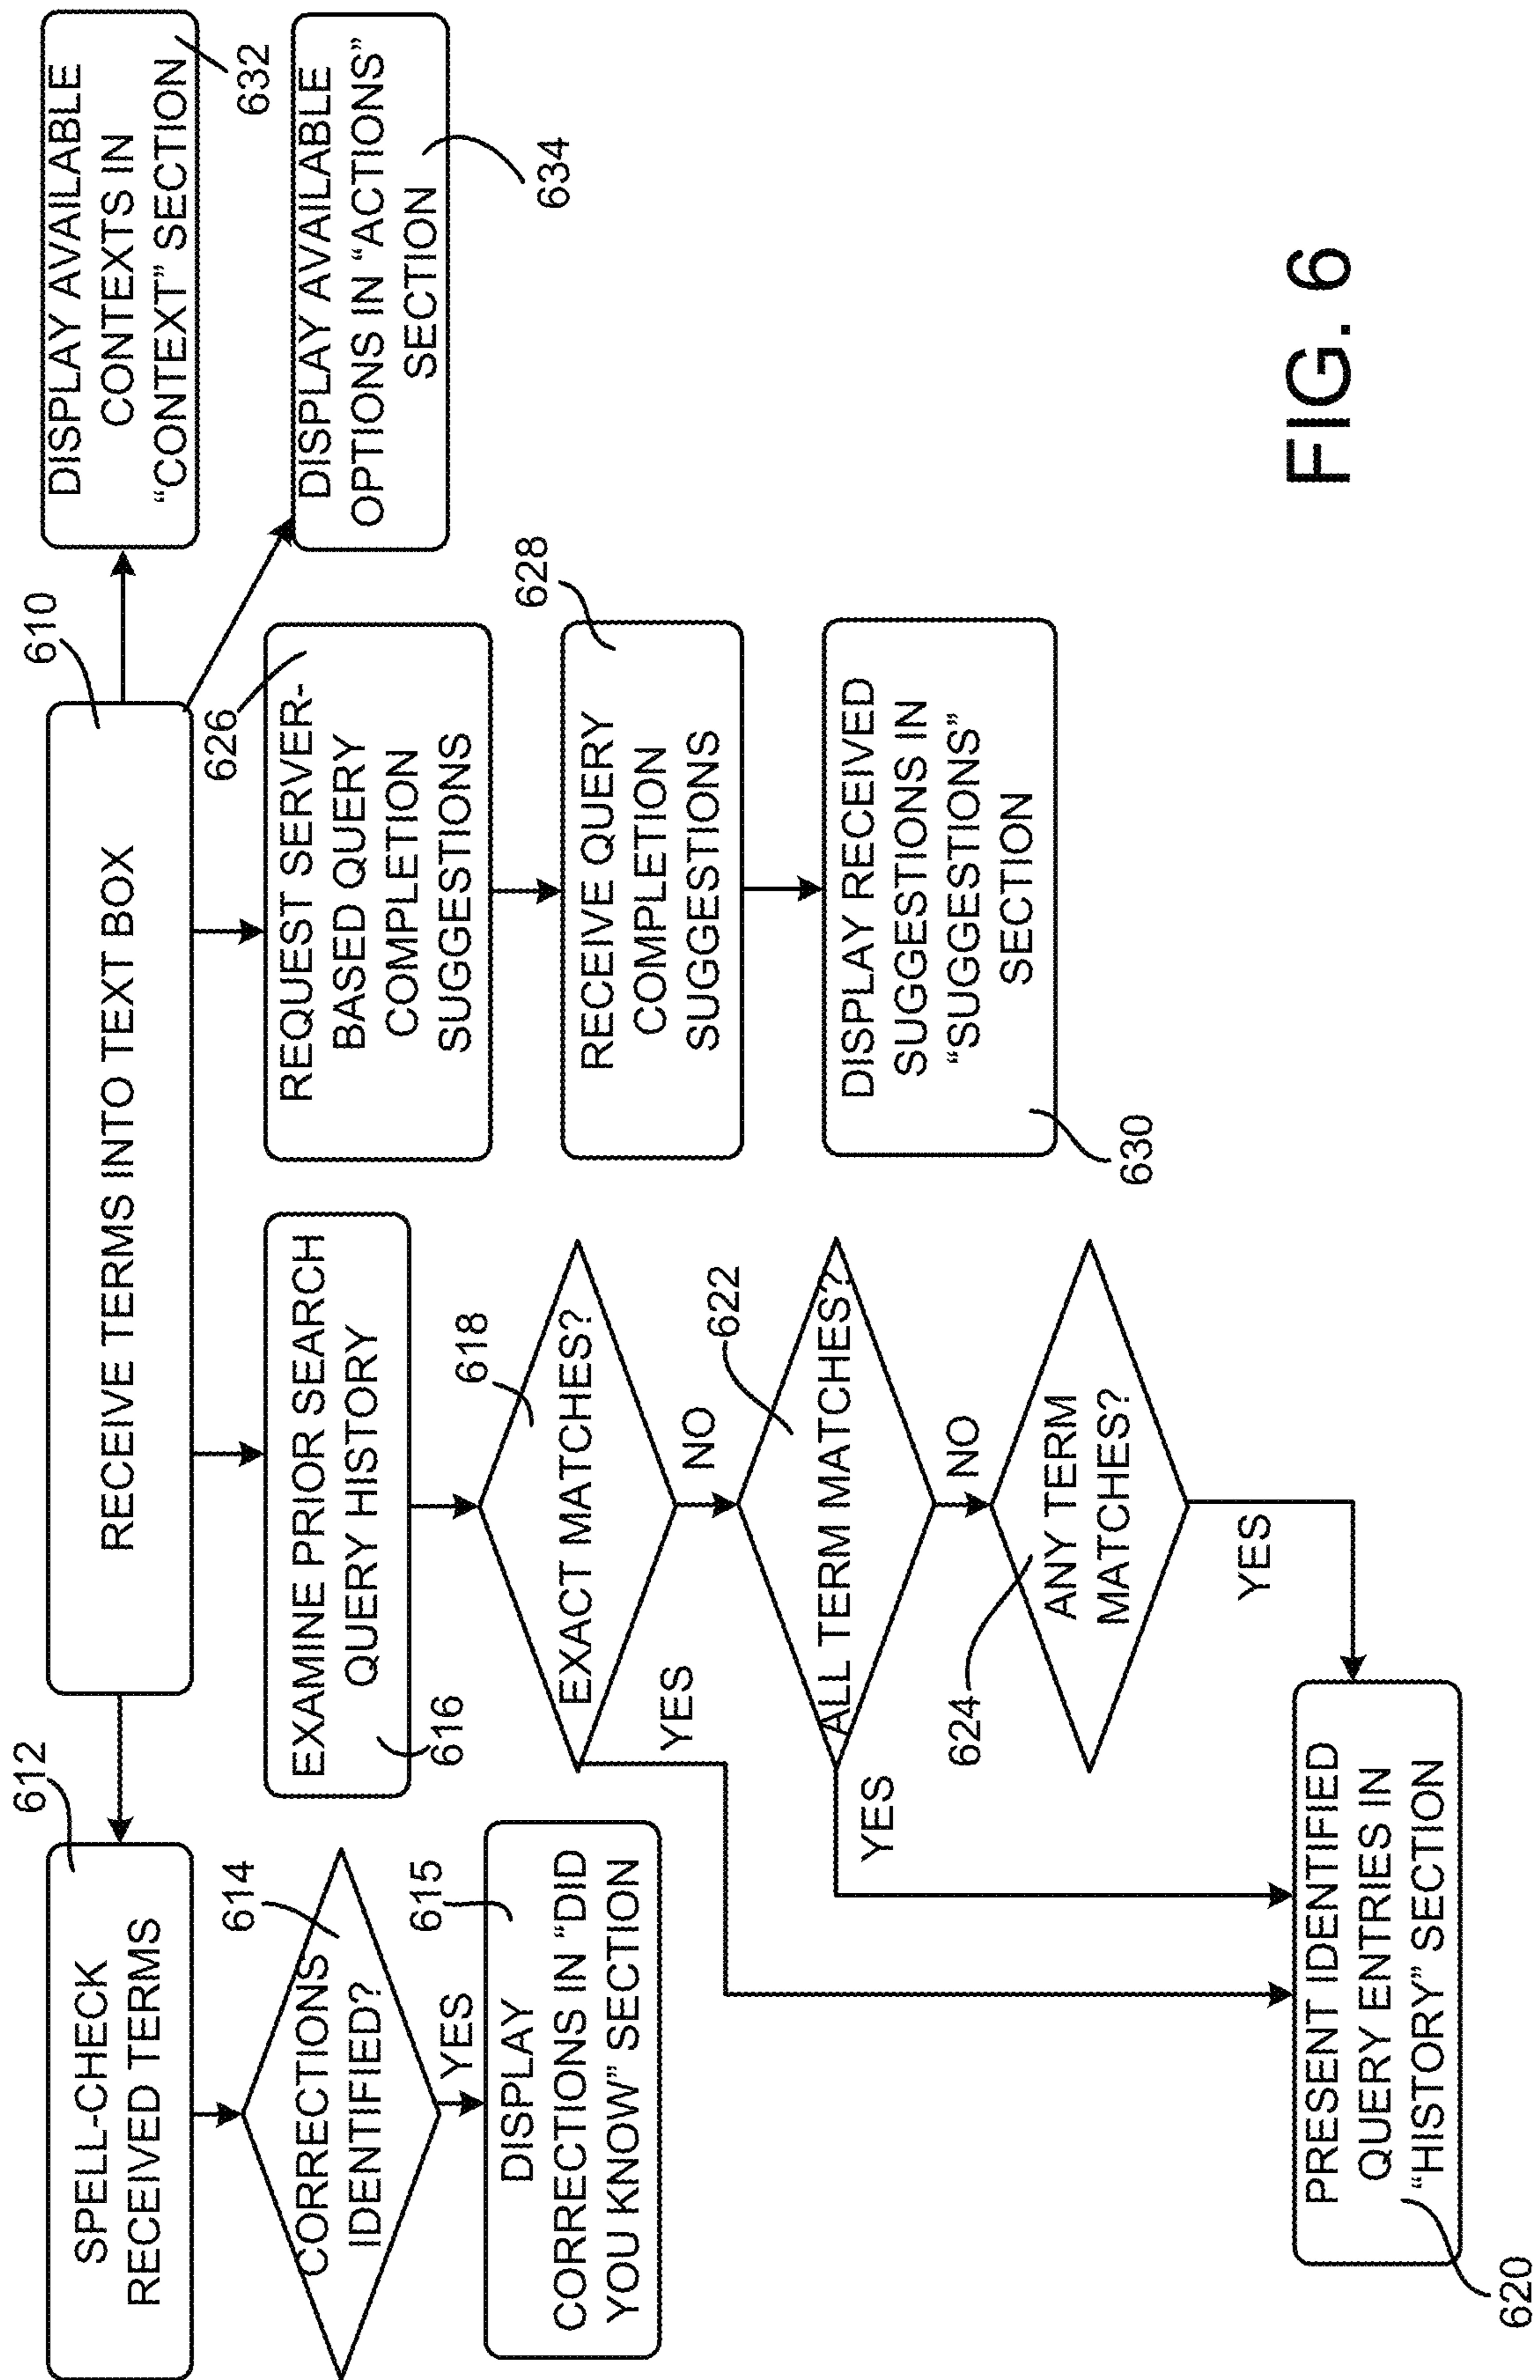 612
SPELL-CHECK
RECEIVED TERMS
614
CORRECTIONS
IDENTIFIED?
YES
615
DISPLAY
CORRECTIONS IN "DID
YOU KNOW" SECTION
610
RECEIVE TERMS INTO TEXT BOX
EXAMINE PRIOR SEARCH
QUERY HISTORY
616
618
EXACT MATCHES?
YES
NO
622
ALL TERM MATCHES?
YES
NO
624
ANY TERM
MATCHES?
YES
PRESENT IDENTIFIED
QUERY ENTRIES IN
“HISTORY” SECTION
620
626
REQUEST SERVER-
BASED QUERY
COMPLETION
SUGGESTIONS
628
RECEIVE QUERY
COMPLETION
SUGGESTIONS
DISPLAY RECEIVED
SUGGESTIONS IN
“SUGGESTIONS”
SECTION
630
DISPLAY AVAILABLE
CONTEXTS IN
“CONTEXT” SECTION
632
DISPLAY AVAILABLE
OPTIONS IN “ACTIONS”
SECTION
634
FIG. 6